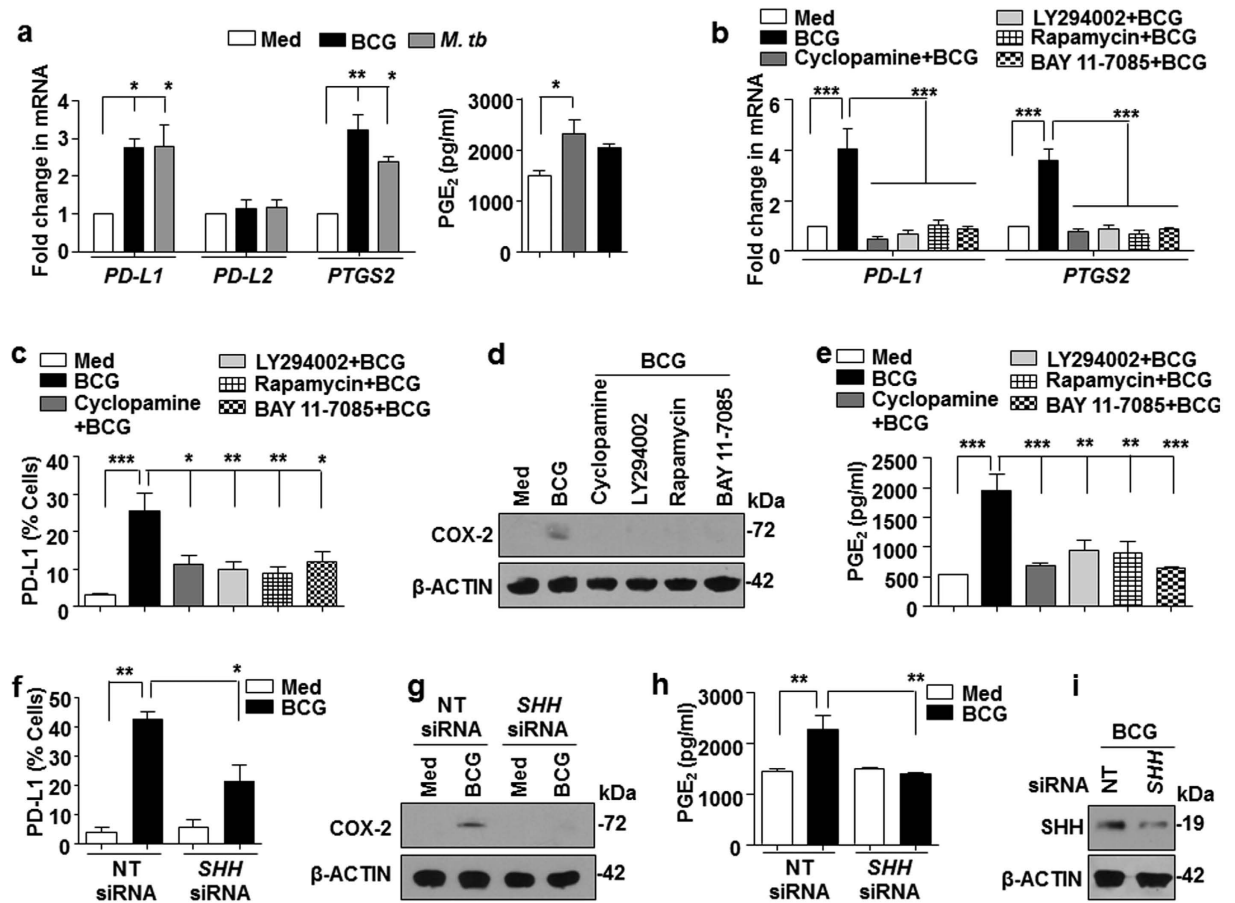 a
Med
BCG
M. tb
Fold change in mRNA
4
3
2
1
0
* *
** *
PD-L1
PD-L2
PTGS2
PGE2 (pg/ml)
3000
2000
1000
0
*
b
Med
BCG
Cyclopamine+BCG
LY294002+BCG
Rapamycin+BCG
BAY 11-7085+BCG
Fold change in mRNA
6
4
2
0
*** ***
*** ***
PD-L1
PTGS2
c
Med
BCG
Cyclopamine
+BCG
LY294002+BCG
Rapamycin+BCG
BAY 11-7085+BCG
PD-L1 (% Cells)
40
30
20
10
0
*** * ** ** *
d
BCG
Med
BCG
Cyclopamine
LY294002
Rapamycin
BAY 11-7085
kDa
COX-2
-72
β-ACTIN
-42
e
Med
BCG
Cyclopamine
+BCG
LY294002+BCG
Rapamycin+BCG
BAY 11-7085+BCG
PGE2 (pg/ml)
2500
2000
1500
1000
500
0
*** *** ** ** ***
f
Med
BCG
PD-L1 (% Cells)
50
40
30
20
10
0
** *
NT
siRNA
SHH
siRNA
g
NT
siRNA
SHH
siRNA
Med
BCG
Med
BCG
kDa
COX-2
-72
β-ACTIN
-42
h
Med
BCG
PGE2 (pg/ml)
3000
2000
1000
0
** **
NT
siRNA
SHH
siRNA
i
BCG
siRNA
NT
SHH
kDa
SHH
-19
β-ACTIN
-42